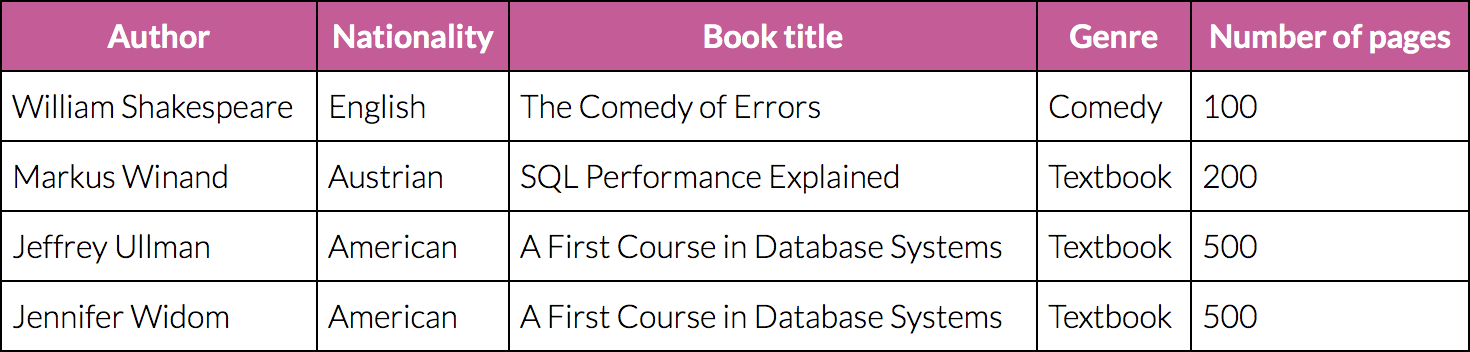 Author Nationality Book title Genre Number of pages
William Shakespeare English The Comedy of Errors Comedy 100
Markus Winand Austrian SQL Performance Explained Textbook 200
Jeffrey Ullman American A First Course in Database Systems Textbook 500
Jennifer Widom American A First Course in Database Systems Textbook 500